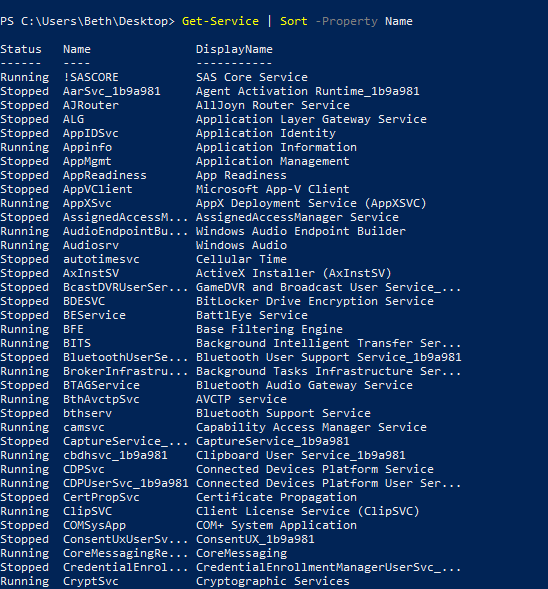 PS C:\Users\Beth\Desktop> Get-Service | Sort -Property Name
Status Name DisplayName
------ ---- -----------
Running !SASCORE SAS Core Service
Stopped AarSvc_1b9a981 Agent Activation Runtime_1b9a981
Stopped AJRouter AllJoyn Router Service
Stopped ALG Application Layer Gateway Service
Stopped AppIDSvc Application Identity
Running Appinfo Application Information
Stopped AppMgmt Application Management
Stopped AppReadiness App Readiness
Stopped AppVClient Microsoft App-V Client
Running AppXSvc AppX Deployment Service (AppXSVC)
Stopped AssignedAccessM... AssignedAccessManager Service
Running AudioEndpointBu... Windows Audio Endpoint Builder
Running Audiosrv Windows Audio
Stopped autotimesvc Cellular Time
Stopped AxInstSV ActiveX Installer (AxInstSV)
Stopped BcastDVRUserSer... GameDVR and Broadcast User Service_...
Stopped BDESVC BitLocker Drive Encryption Service
Stopped BEService BattlEye Service
Running BFE Base Filtering Engine
Running BITS Background Intelligent Transfer Ser...
Stopped BluetoothUserSe... Bluetooth User Support Service_1b9a981
Running BrokerInfrastru... Background Tasks Infrastructure Ser...
Stopped BTAGService Bluetooth Audio Gateway Service
Running BthAvctpSvc AVCTP service
Stopped bthserv Bluetooth Support Service
Running camsvc Capability Access Manager Service
Stopped CaptureService_... CaptureService_1b9a981
Running cbdhsvc_1b9a981 Clipboard User Service_1b9a981
Running CDPSvc Connected Devices Platform Service
Running CDPUserSvc_1b9a981 Connected Devices Platform User Ser...
Stopped CertPropSvc Certificate Propagation
Running ClipSVC Client License Service (ClipSVC)
Stopped COMSysApp COM+ System Application
Stopped ConsentUxUserSv... ConsentUX_1b9a981
Running CoreMessagingRe... CoreMessaging
Stopped CredentialEnrol... CredentialEnrollmentManagerUserSvc_...
Running CryptSvc Cryptographic Services